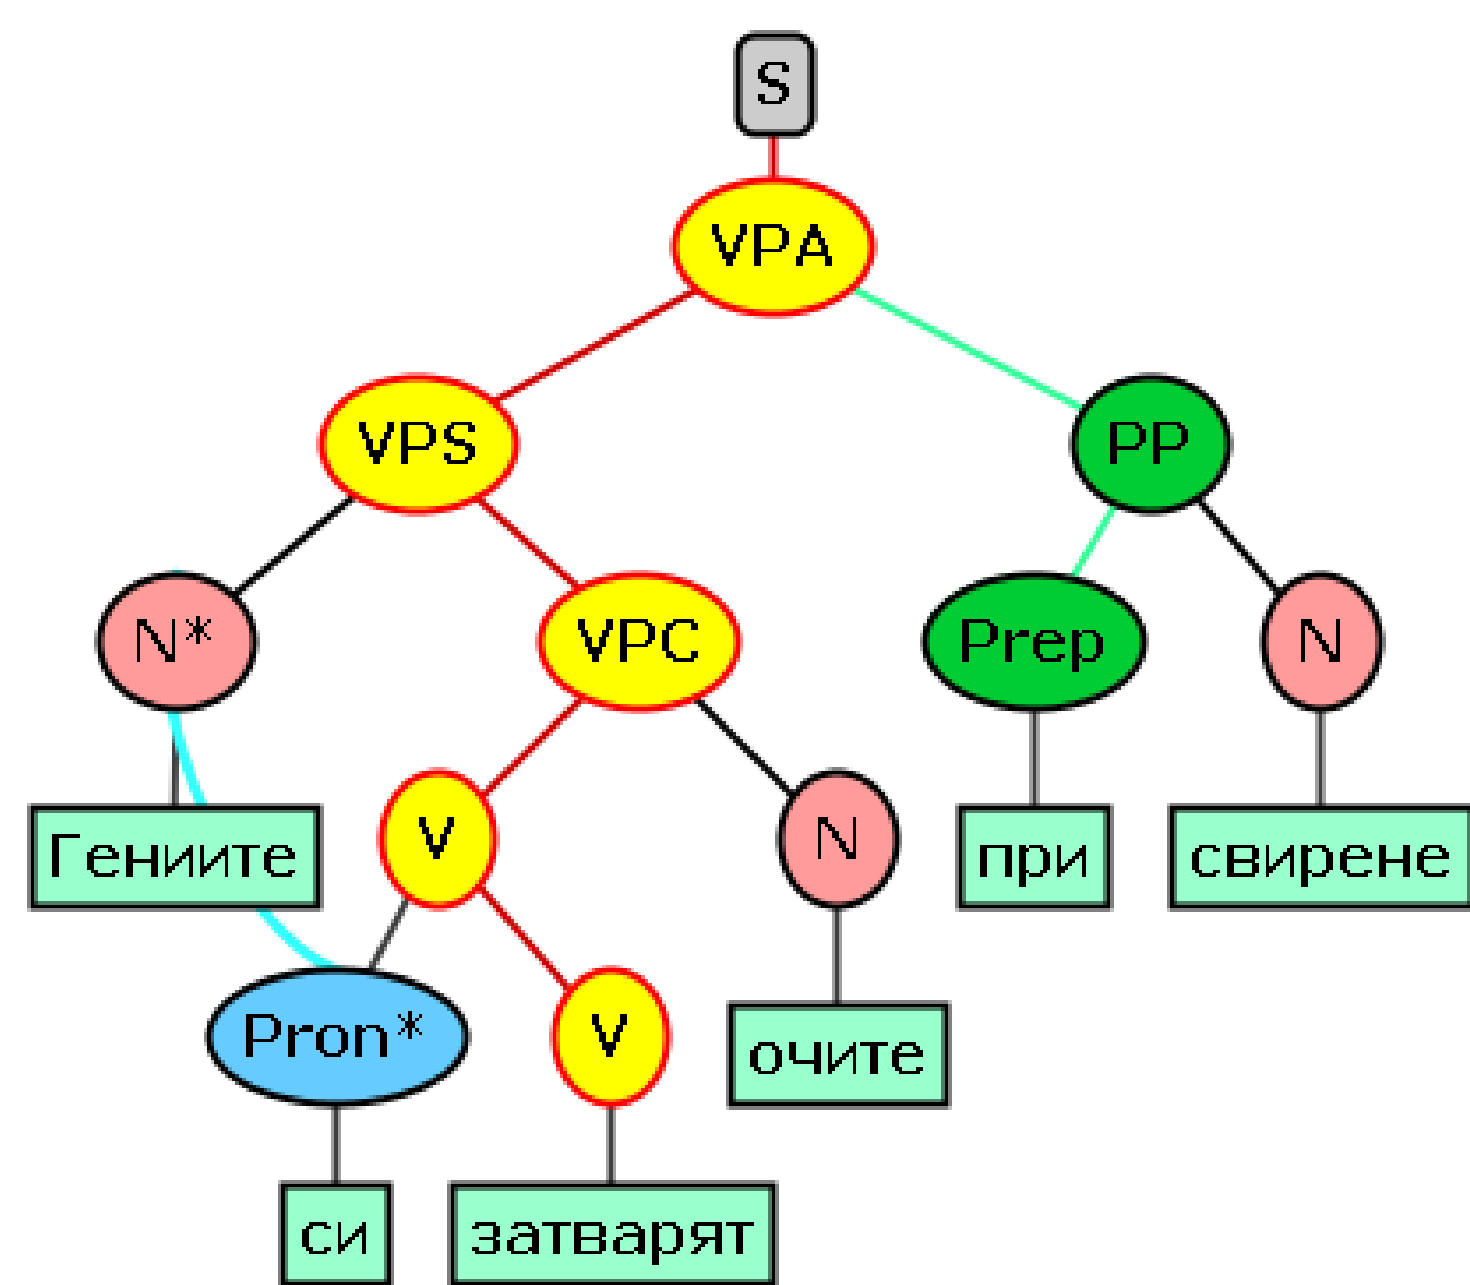 S
VPA
VPS PP
N* VPC Prep N
V N
Гениите при свирене
Pron* V
очите
си затварят